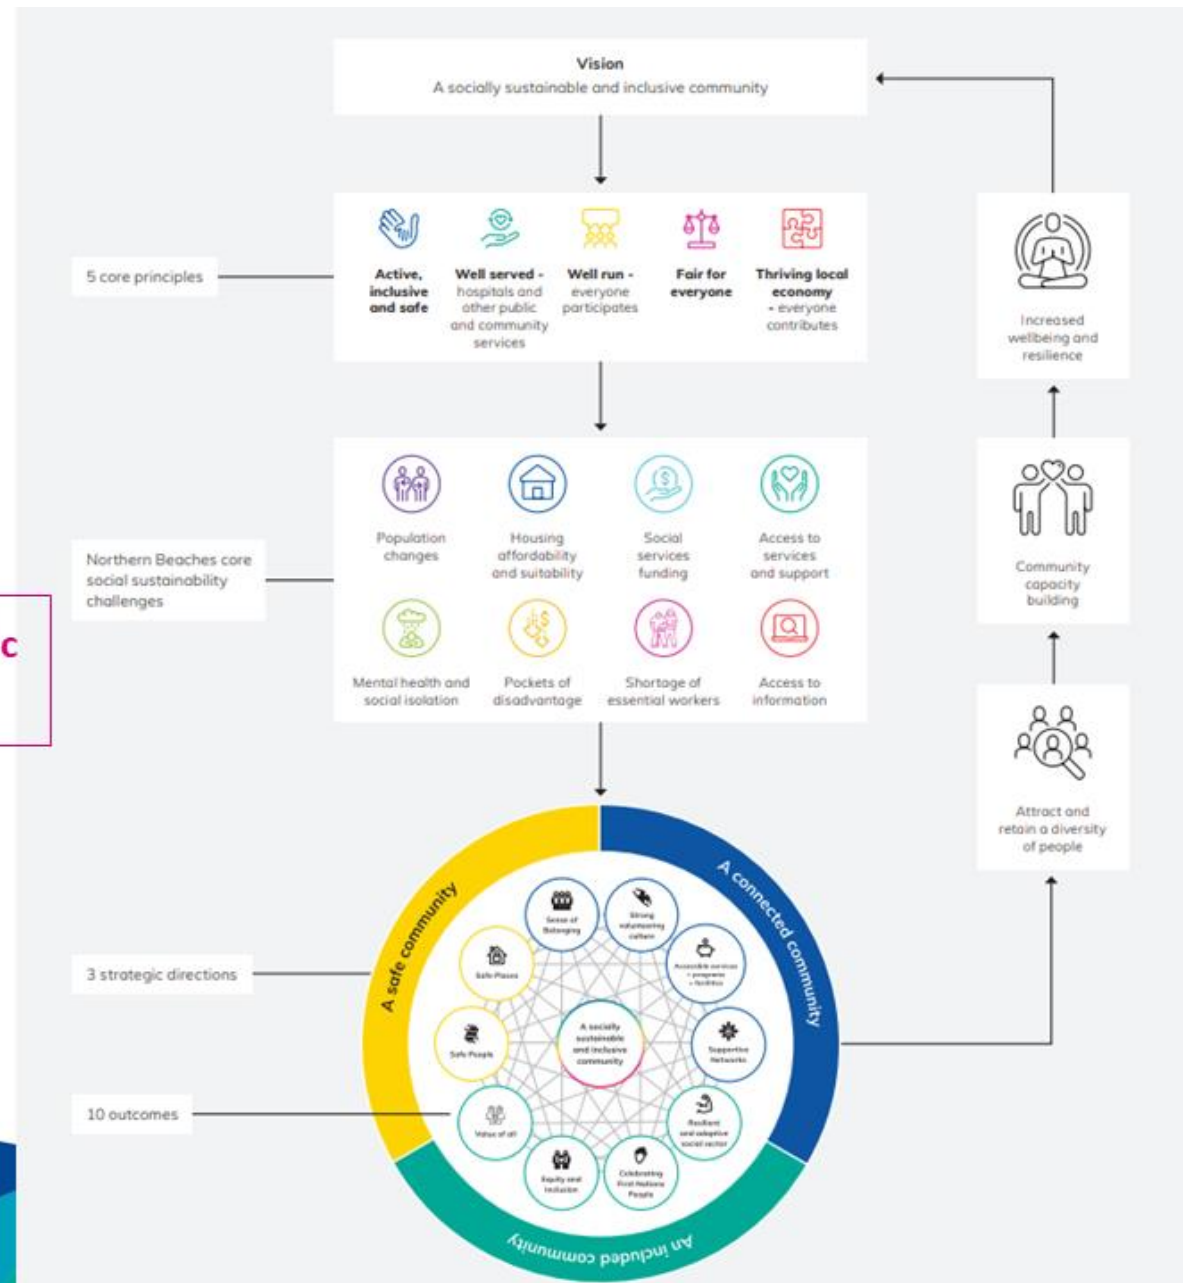 Vision
A socially sustainable and inclusive community
5 core principles
Active,
inclusive
and safe
Well served -
hospitals and
other public
and community
services
Well run -
everyone
participates
Fair for
everyone
Thriving local
economy
- everyone
contributes
Increased
wellbeing and
resilience
Northern Beaches core
social sustainability
challenges
Population
changes
Housing
affordability
and suitability
Social
services
funding
Access to
services
and support
Mental health and
social isolation
Pockets of
disadvantage
Shortage of
essential workers
Access to
information
Community
capacity
building
c
Attract and
retain a diversity
of people
3 strategic directions
10 outcomes
A safe community
A connected community
An included community
Sense of
Belonging
Strong
volunteering
culture
Accessible services
+ programs
+ facilities
Supportive
Networks
Resilient
and adaptive
social sector
Celebrating
First Nations
People
Equity and
Inclusion
Value of all
Safe People
Safe Places
A socially
sustainable
and inclusive
community